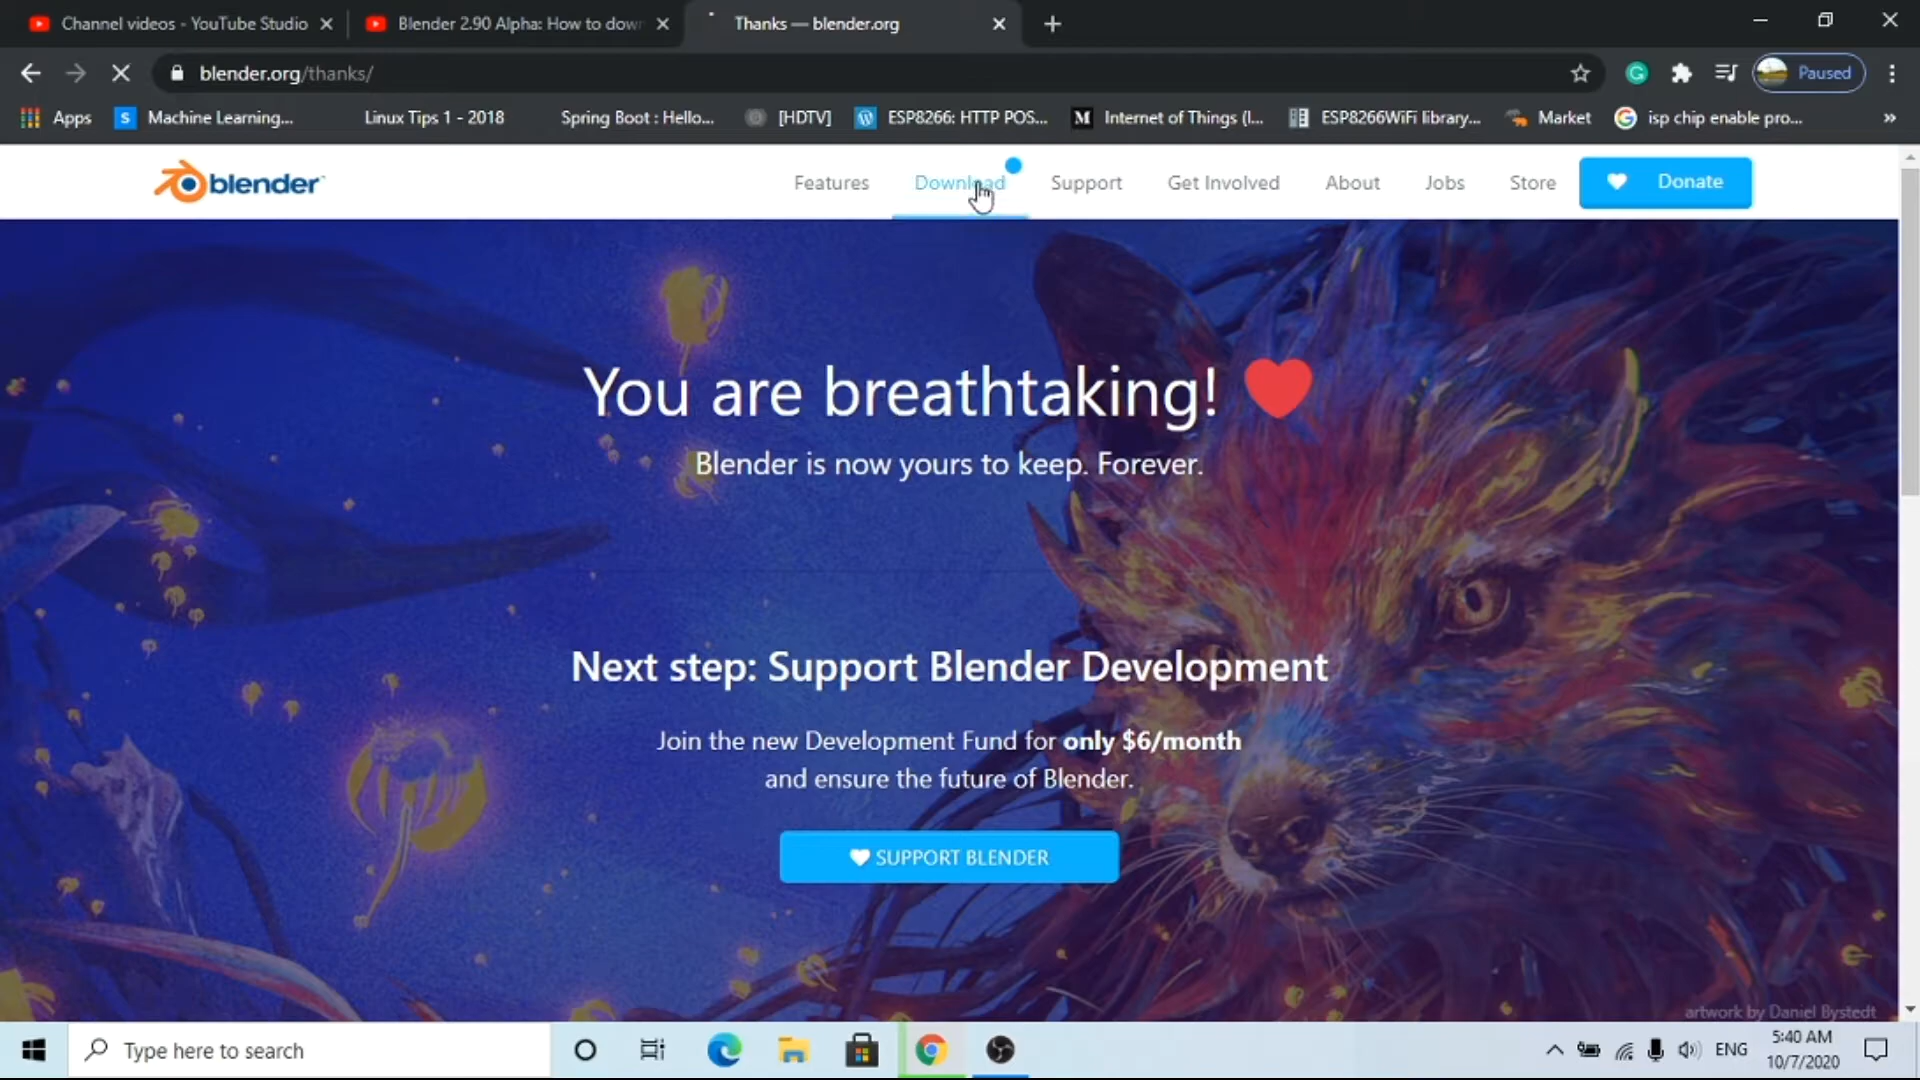 Channel videos - YouTube Studio
Blender 2.90 Alpha: How to dow
Thanks — blender.org
blender.org/thanks/
Paused
Apps
Machine Learning...
Linux Tips 1 - 2018
Spring Boot : Hello...
[HDTV]
ESP8266: HTTP POS...
Internet of Things (I...
ESP8266WiFi library...
Market
isp chip enable pro...
blender
Features
Download
Support
Get Involved
About
Jobs
Store
Donate
You are breathtaking!
Blender is now yours to keep. Forever.
Next step: Support Blender Development
Join the new Development Fund for only $6/month
and ensure the future of Blender.
SUPPORT BLENDER
artwork by Daniel Bystedt
Type here to search
ENG
5:40 AM
10/7/2020